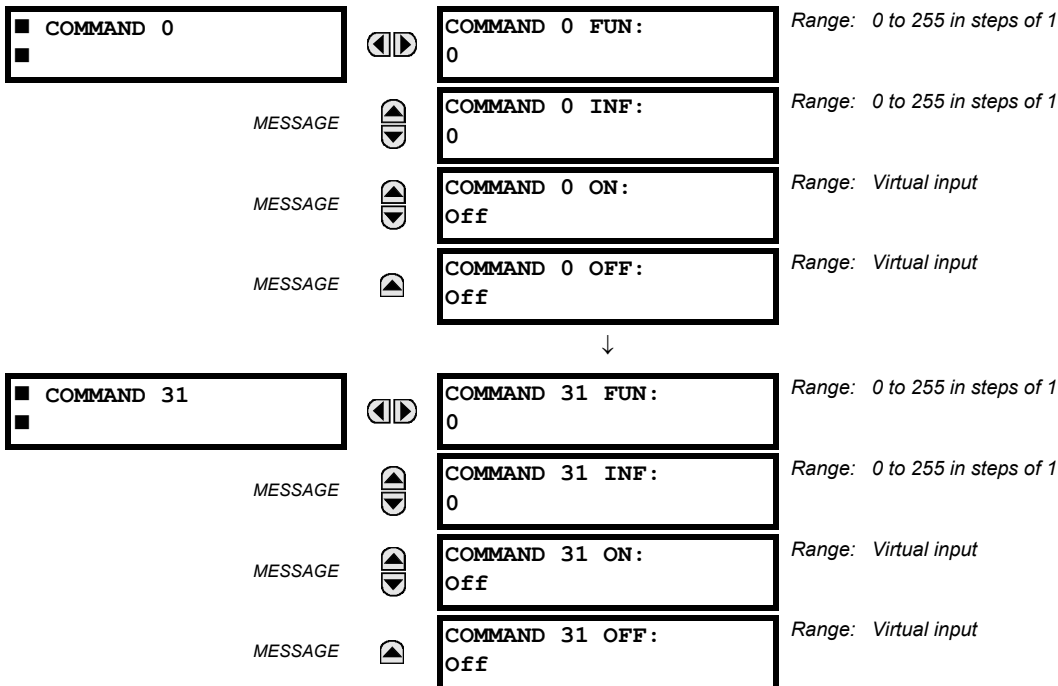 ■ COMMAND 0
■
COMMAND 0 FUN:
0
Range: 0 to 255 in steps of 1
MESSAGE
COMMAND 0 INF:
0
Range: 0 to 255 in steps of 1
MESSAGE
COMMAND 0 ON:
Off
Range: Virtual input
MESSAGE
COMMAND 0 OFF:
Off
Range: Virtual input
↓
■ COMMAND 31
■
COMMAND 31 FUN:
0
Range: 0 to 255 in steps of 1
MESSAGE
COMMAND 31 INF:
0
Range: 0 to 255 in steps of 1
MESSAGE
COMMAND 31 ON:
Off
Range: Virtual input
MESSAGE
COMMAND 31 OFF:
Off
Range: Virtual input